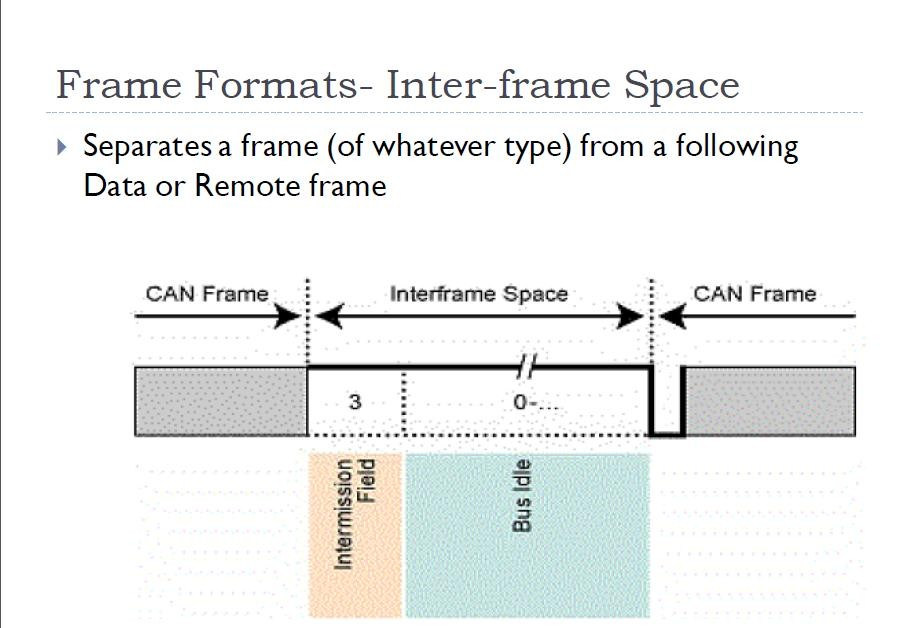 Frame Formats- Inter-frame Space
Separates a frame (of whatever type) from a following
Data or Remote frame
CAN Frame
Interframe Space
CAN Frame
3
0-...
Intermission
Field
Bus Idle